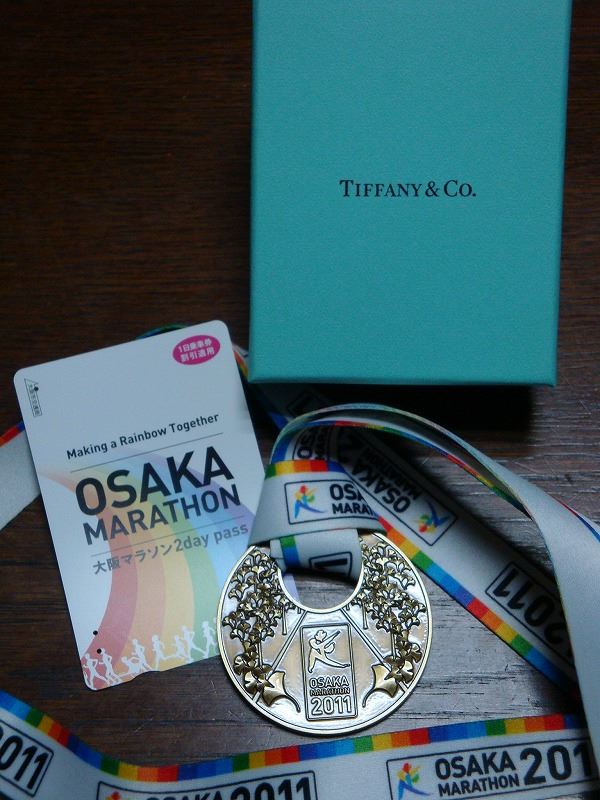 TIFFANY & CO.
1日乗車券
割引適用
Making a Rainbow Together
OSAKA
MARATHON
大阪マラソン2day pass
OSAKA
MARATHON
2011
OSAKA
MARATHON
2011
2011
2011
OSAKA
MARATHON
2011